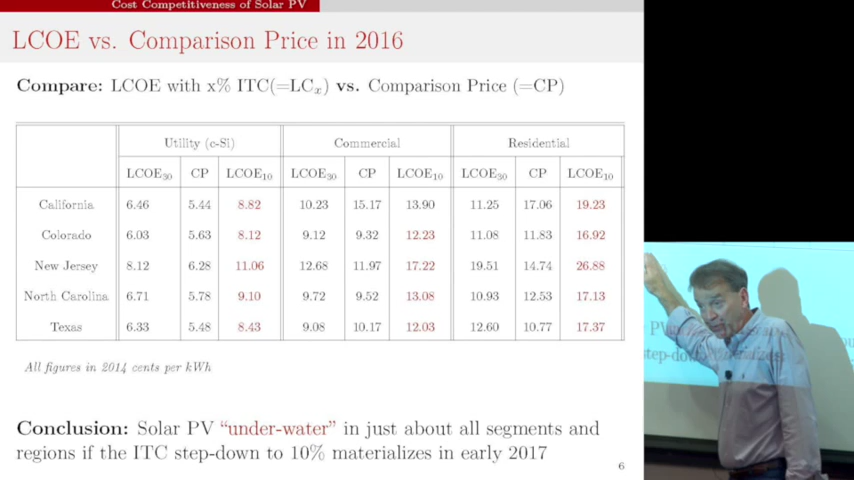 Cost Competitiveness of Solar PV
LCOE vs. Comparison Price in 2016
Compare: LCOE with x% ITC(=LCₓ) vs. Comparison Price (=CP)
Utility (c-Si) Commercial Residential
LCOE₃₀ CP LCOE₁₀ LCOE₃₀ CP LCOE₁₀ LCOE₃₀ CP LCOE₁₀
California 6.46 5.44 8.82 10.23 15.17 13.90 11.25 17.06 19.23
Colorado 6.03 5.63 8.12 9.12 9.32 12.23 11.08 11.83 16.92
New Jersey 8.12 6.28 11.06 12.68 11.97 17.22 19.51 14.74 26.88
North Carolina 6.71 5.78 9.10 9.72 9.52 13.08 10.93 12.53 17.13
Texas 6.33 5.48 8.43 9.08 10.17 12.03 12.60 10.77 17.37
All figures in 2014 cents per kWh
Conclusion: Solar PV “under-water” in just about all segments and
regions if the ITC step-down to 10% materializes in early 2017
6
PV
step-down materializes